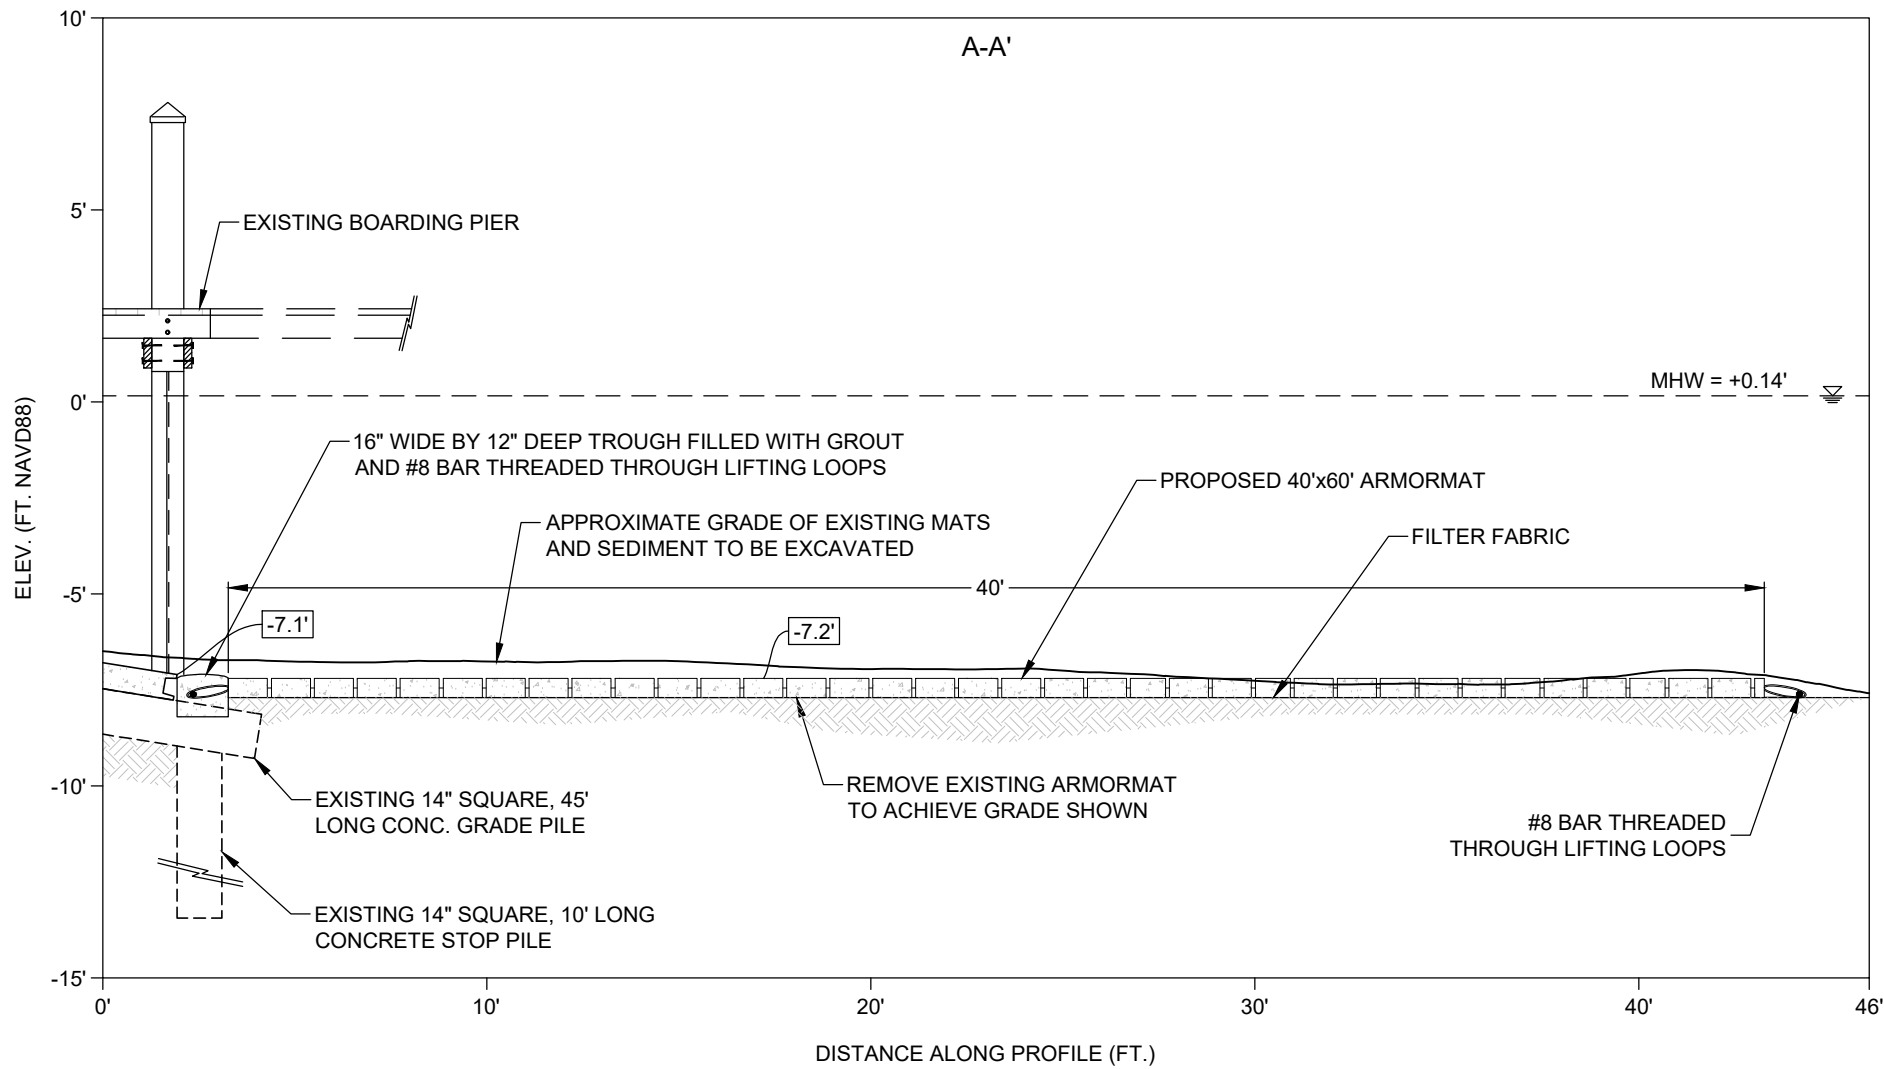 A-A'
10'
5'
0'
-5'
-10'
-15'
ELEV. (FT. NAVD88)
EXISTING BOARDING PIER
MHW = +0.14'
16" WIDE BY 12" DEEP TROUGH FILLED WITH GROUT
AND #8 BAR THREADED THROUGH LIFTING LOOPS
PROPOSED 40'x60' ARMORMAT
APPROXIMATE GRADE OF EXISTING MATS
AND SEDIMENT TO BE EXCAVATED
FILTER FABRIC
40'
-7.1'
-7.2'
REMOVE EXISTING ARMORMAT
TO ACHIEVE GRADE SHOWN
EXISTING 14" SQUARE, 45'
LONG CONC. GRADE PILE
#8 BAR THREADED
THROUGH LIFTING LOOPS
EXISTING 14" SQUARE, 10' LONG
CONCRETE STOP PILE
0'
10'
20'
30'
40'
46'
DISTANCE ALONG PROFILE (FT.)